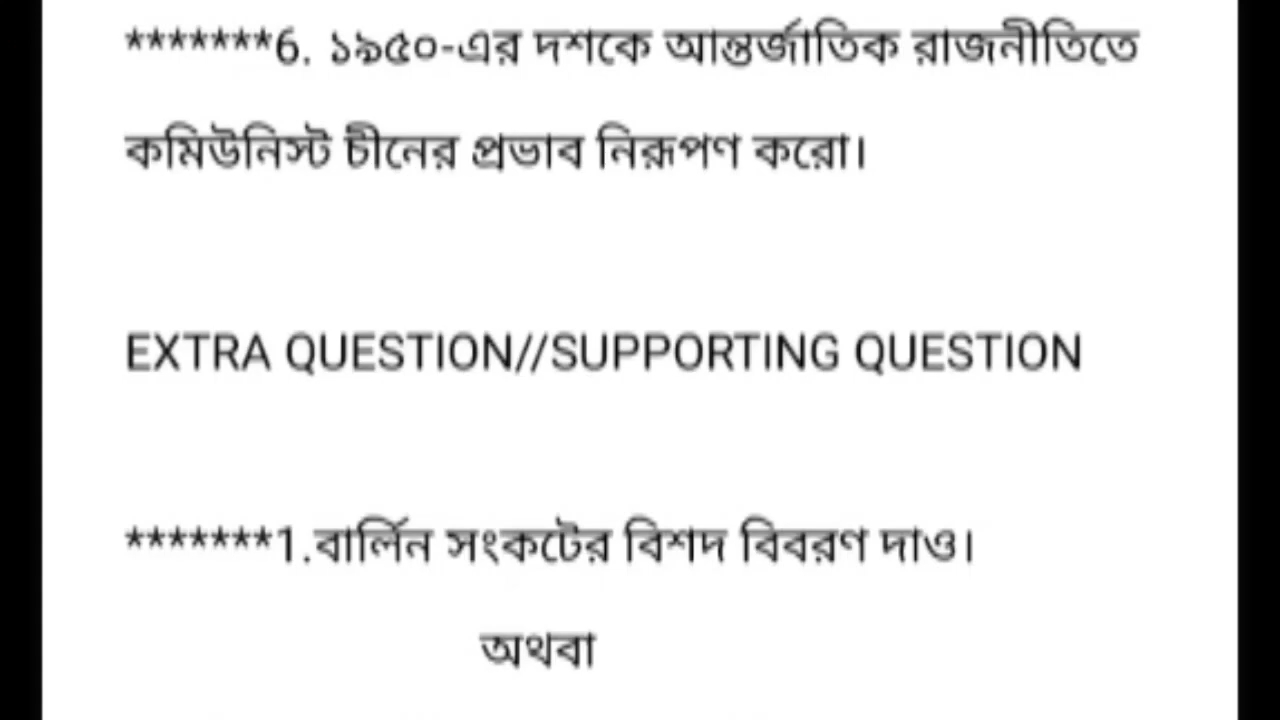 *******6. ১৯৫০-এর দশকে আন্তর্জাতিক রাজনীতিতে
কমিউনিস্ট চীনের প্রভাব নিরূপণ করো।
EXTRA QUESTION//SUPPORTING QUESTION
*******1.বার্লিন সংকটের বিশদ বিবরণ দাও।
অথবা